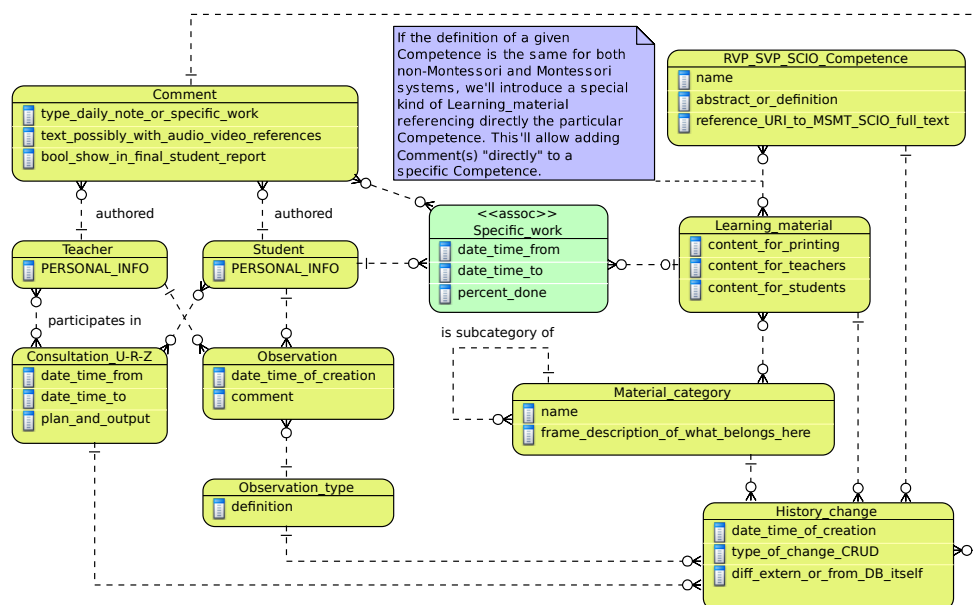 Comment
type_daily_note_or_specific_work
text_possibly_with_audio_video_references
bool_show_in_final_student_report
If the definition of a given
Competence is the same for both
non-Montessori and Montessori
systems, we'll introduce a special
kind of Learning_material
referencing directly the particular
Competence. This'll allow adding
Comment(s) "directly" to a
specific Competence.
RVP_SVP_SCIO_Competence
name
abstract_or_definition
reference_URI_to_MSMT_SCIO_full_text
authored
authored
Teacher
PERSONAL_INFO
Student
PERSONAL_INFO
<<assoc>>
Specific_work
date_time_from
date_time_to
percent_done
Learning_material
content_for_printing
content_for_teachers
content_for_students
participates in
is subcategory of
Consultation_U-R-Z
date_time_from
date_time_to
plan_and_output
Observation
date_time_of_creation
comment
Material_category
name
frame_description_of_what_belongs_here
Observation_type
definition
History_change
date_time_of_creation
type_of_change_CRUD
diff_extern_or_from_DB_itself